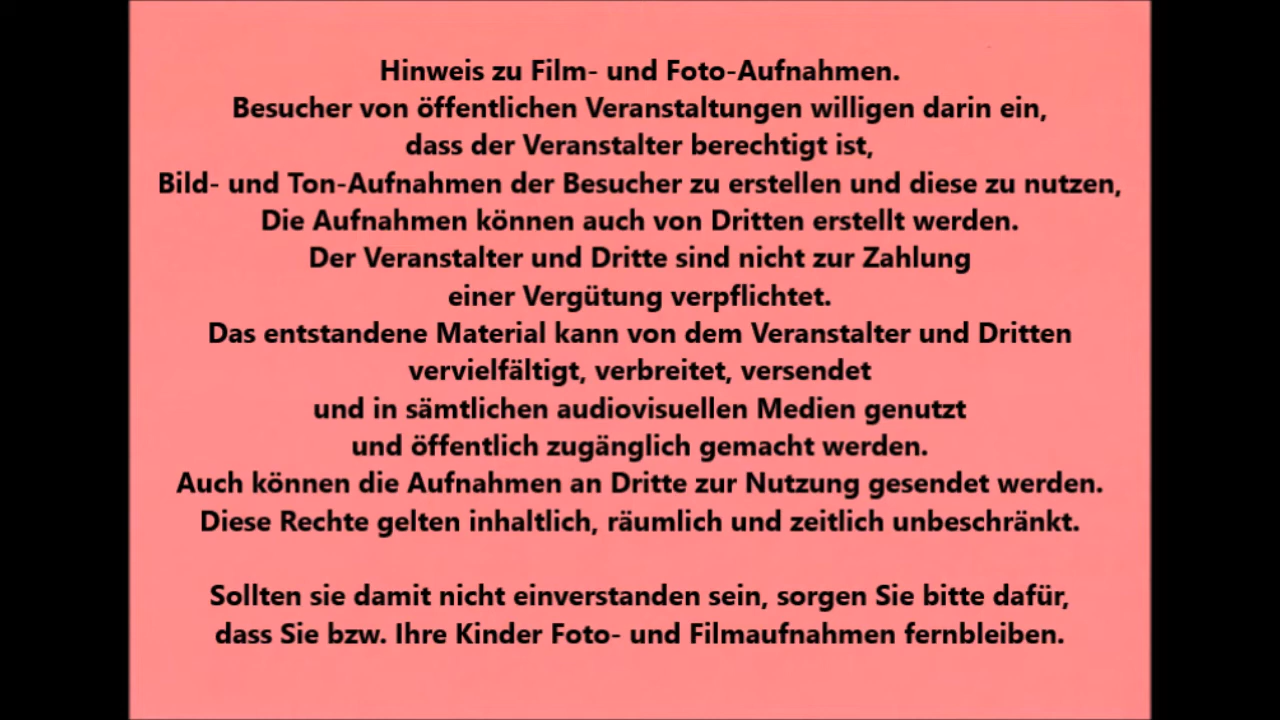 Hinweis zu Film- und Foto-Aufnahmen.
Besucher von öffentlichen Veranstaltungen willigen darin ein,
dass der Veranstalter berechtigt ist,
Bild- und Ton-Aufnahmen der Besucher zu erstellen und diese zu nutzen,
Die Aufnahmen können auch von Dritten erstellt werden.
Der Veranstalter und Dritte sind nicht zur Zahlung
einer Vergütung verpflichtet.
Das entstandene Material kann von dem Veranstalter und Dritten
vervielfältigt, verbreitet, versendet
und in sämtlichen audiovisuellen Medien genutzt
und öffentlich zugänglich gemacht werden.
Auch können die Aufnahmen an Dritte zur Nutzung gesendet werden.
Diese Rechte gelten inhaltlich, räumlich und zeitlich unbeschränkt.
Sollten sie damit nicht einverstanden sein, sorgen Sie bitte dafür,
dass Sie bzw. Ihre Kinder Foto- und Filmaufnahmen fernbleiben.